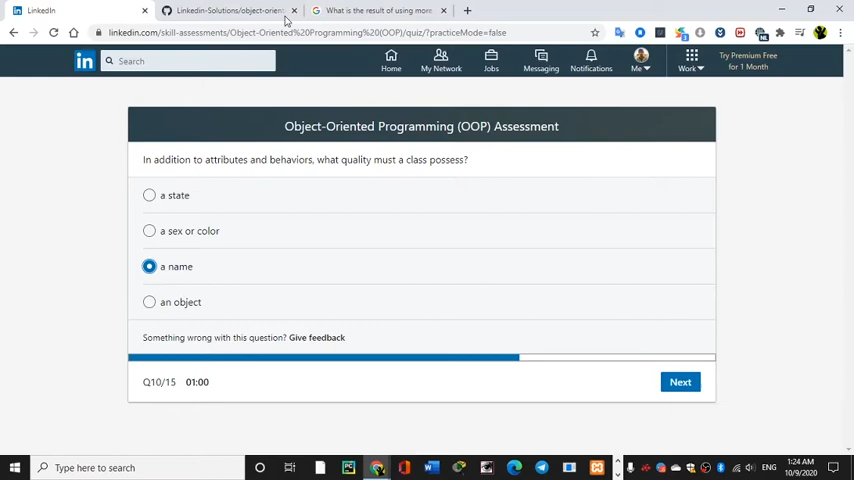 LinkedIn
Linkedin-Solutions/object-orient
What is the result of using more
linkedin.com/skill-assessments/Object-Oriented%20Programming%20(OOP)/quiz/?practiceMode=false
in
Search
Home
My Network
Jobs
Messaging
Notifications
Me
Work
Try Premium Free
for 1 Month
Object-Oriented Programming (OOP) Assessment
In addition to attributes and behaviors, what quality must a class possess?
a state
a sex or color
a name
an object
Something wrong with this question? Give feedback
Q10/15 01:00
Next
Type here to search
ENG
1:24 AM
10/9/2020